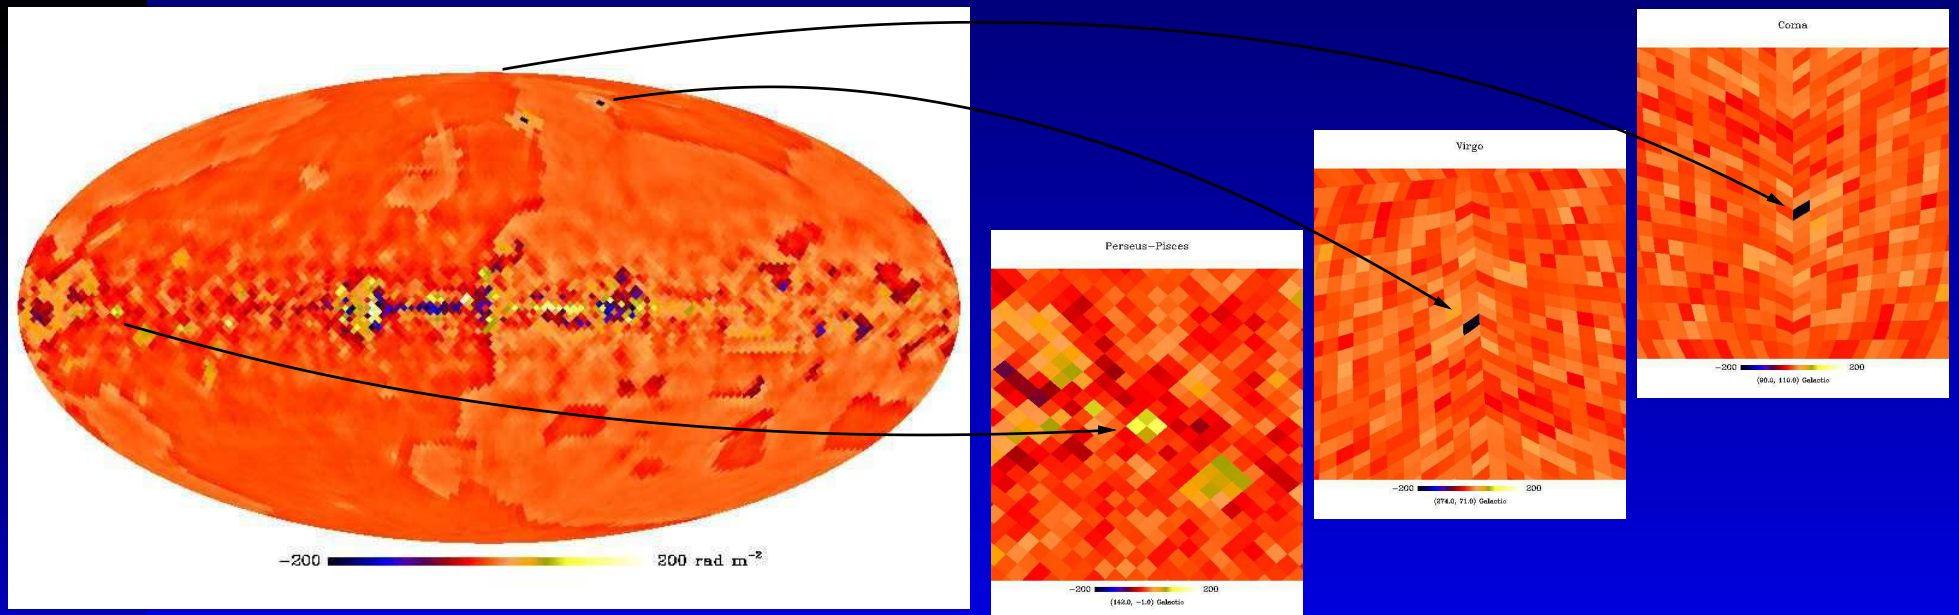 −200 200 rad m⁻²
Perseus−Pisces
−200 200
(142.0, −1.0) Galactic
Virgo
−200 200
(274.0, 71.0) Galactic
Coma
−200 200
(90.0, 110.0) Galactic